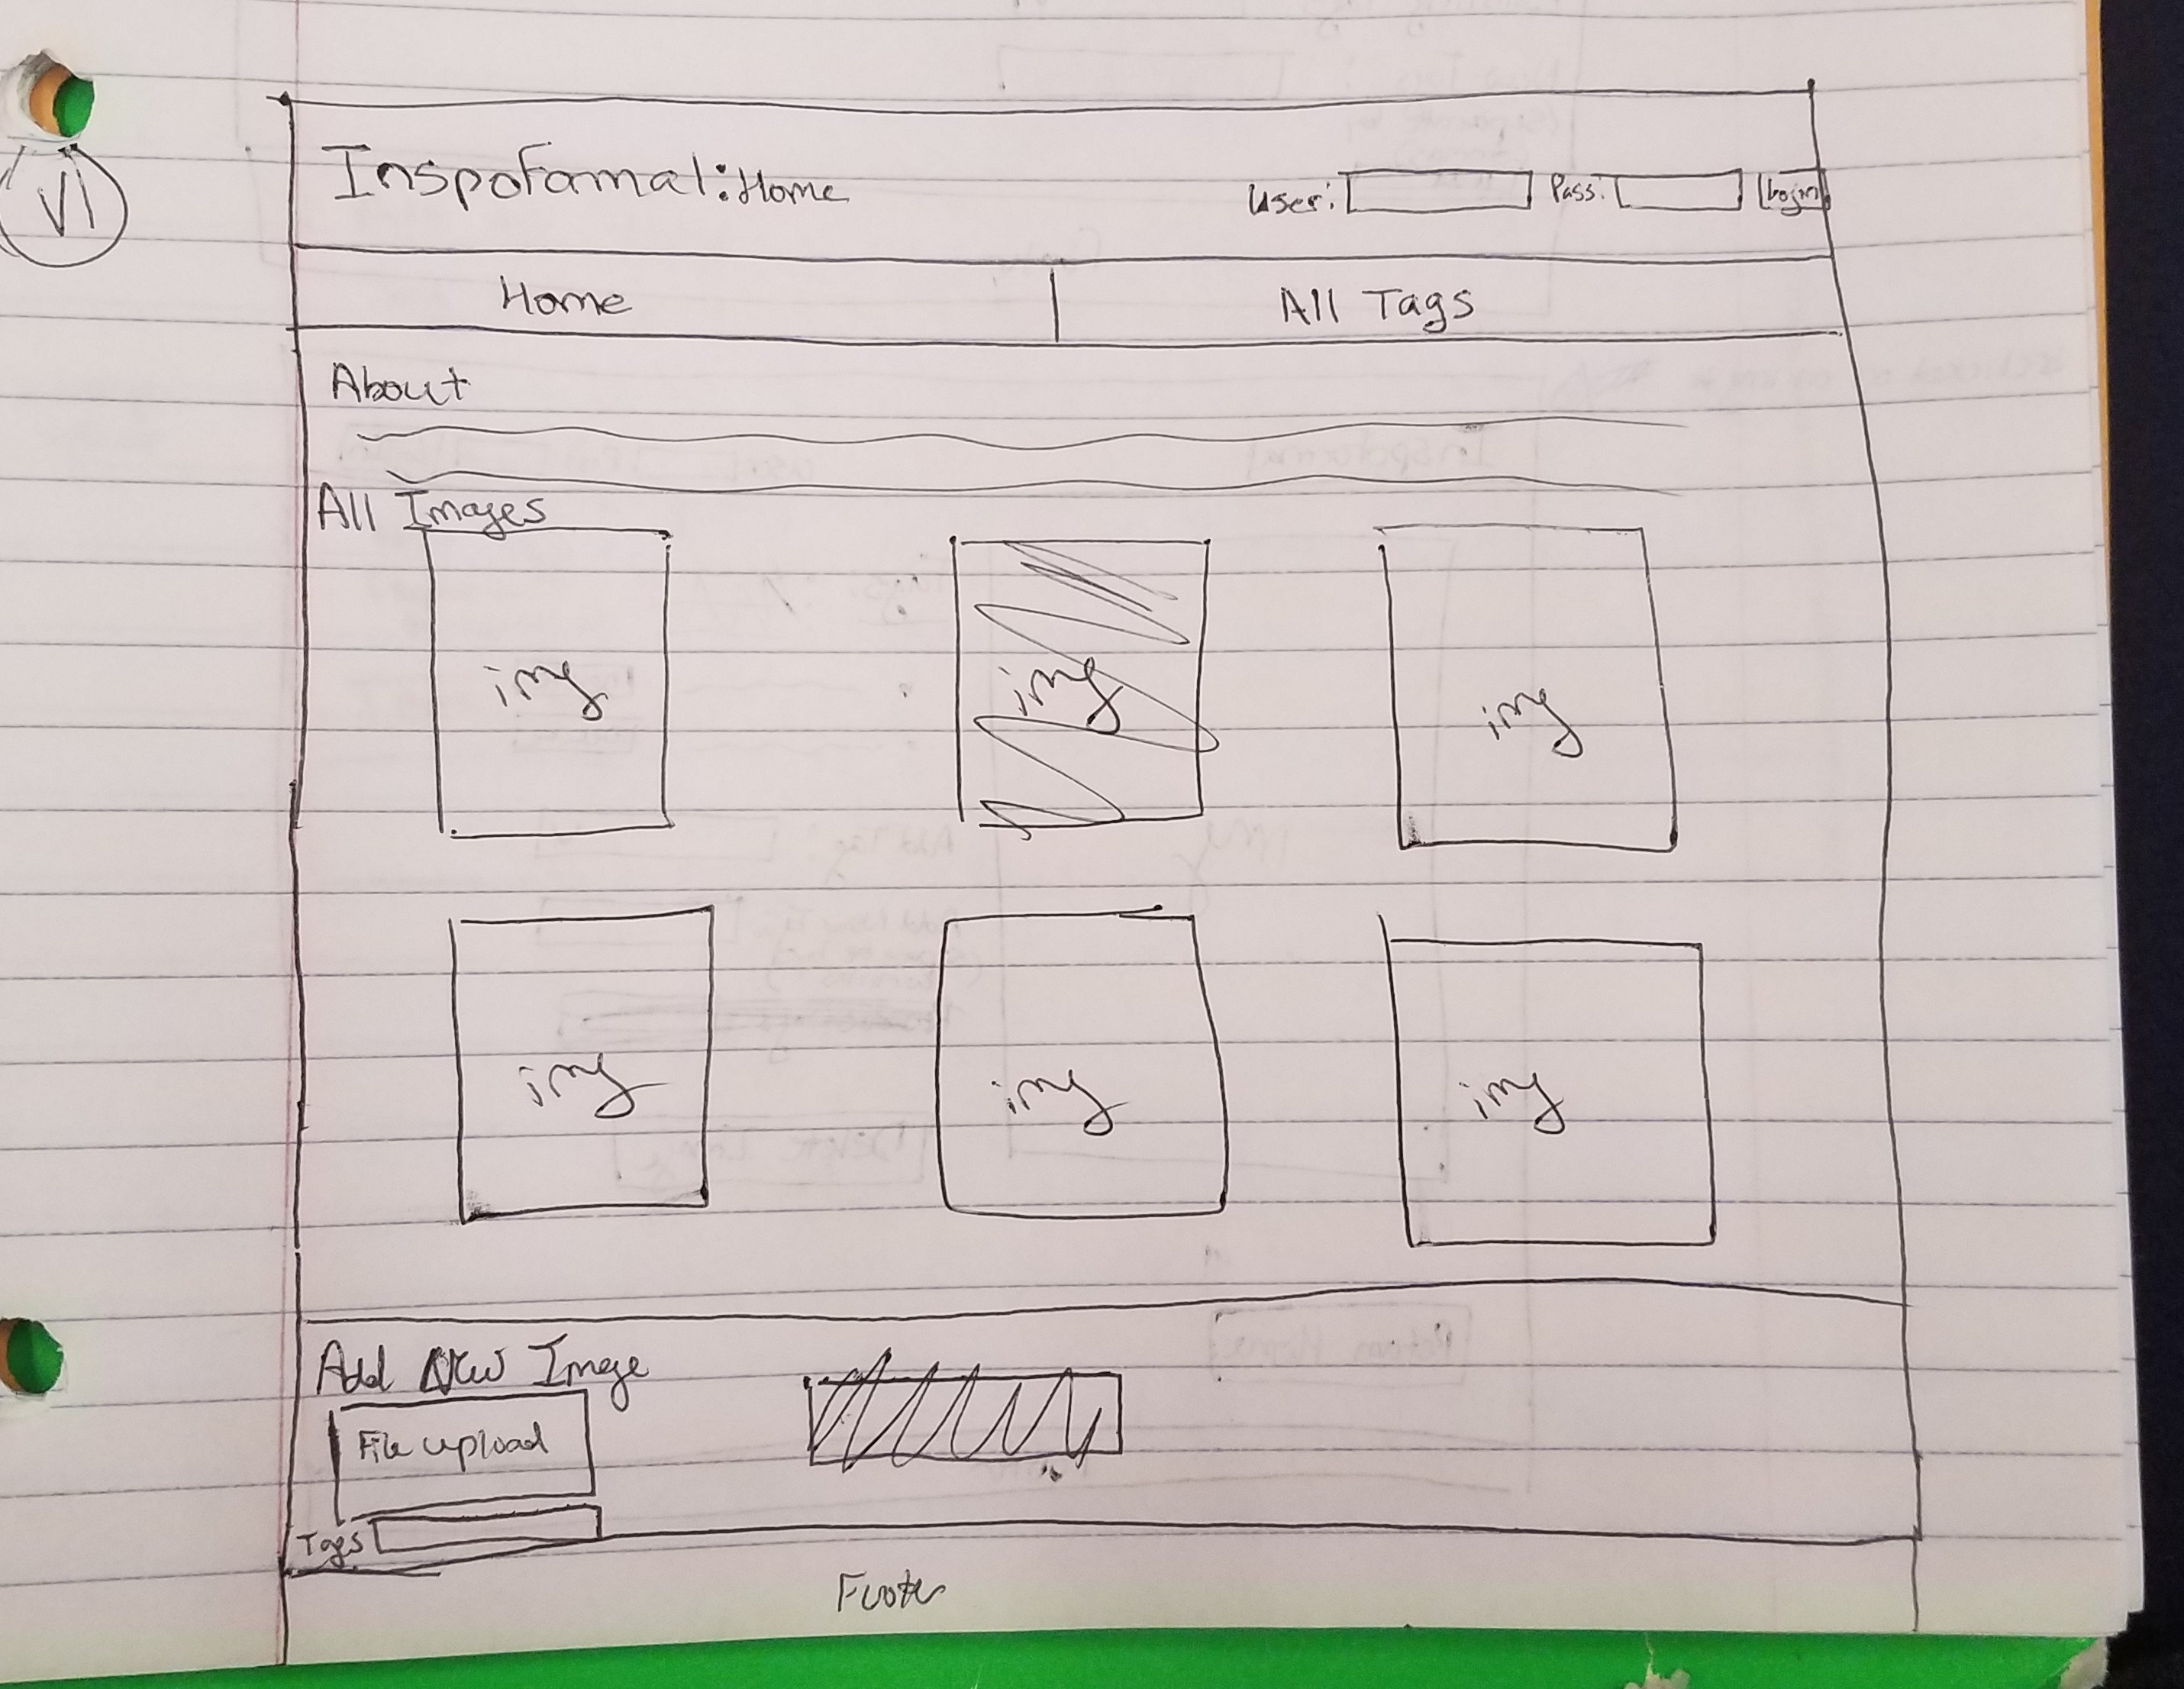 V1
Inspoformal: Home User: Pass: Login
Home All Tags
About
All Images
img img img
img img img
Add New Image
File upload
Tags
Footer